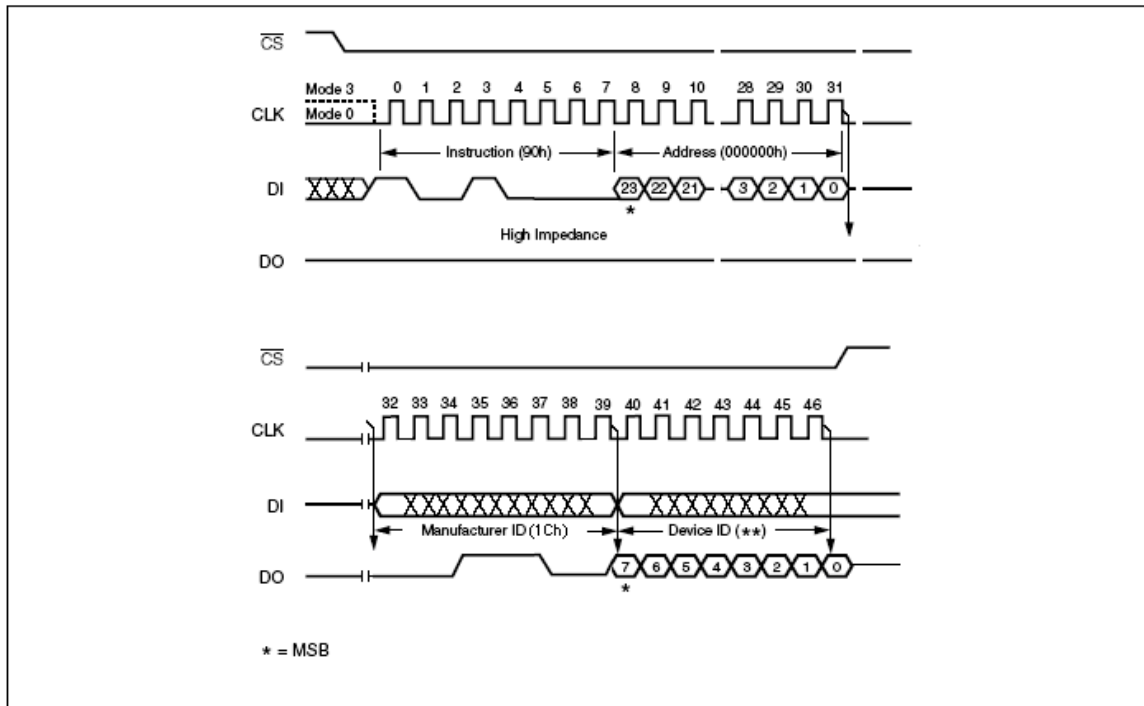 CS
Mode 3 0 1 2 3 4 5 6 7 8 9 10 28 29 30 31
CLK Mode 0
Instruction (90h) Address (000000h)
DI 23 22 21 3 2 1 0
*
High Impedance
DO
CS
32 33 34 35 36 37 38 39 40 41 42 43 44 45 46
CLK
DI
Manufacturer ID (1Ch) Device ID (**)
DO 7 6 5 4 3 2 1 0
*
* = MSB